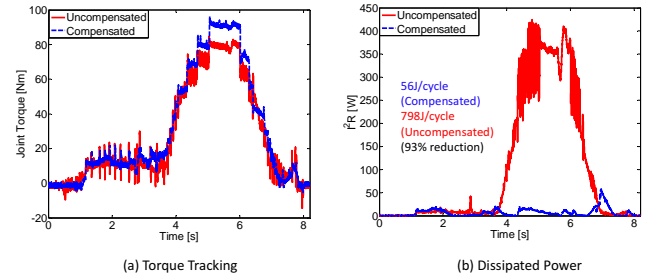 Uncompensated
Compensated
100
80
60
40
20
0
-20
0
2
4
6
8
Joint Torque [Nm]
Time [s]
(a) Torque Tracking
Uncompensated
Compensated
450
400
350
300
250
200
150
100
50
0
0
2
4
6
8
I²R [W]
56J/cycle
(Compensated)
798J/cycle
(Uncompensated)
(93% reduction)
Time [s]
(b) Dissipated Power